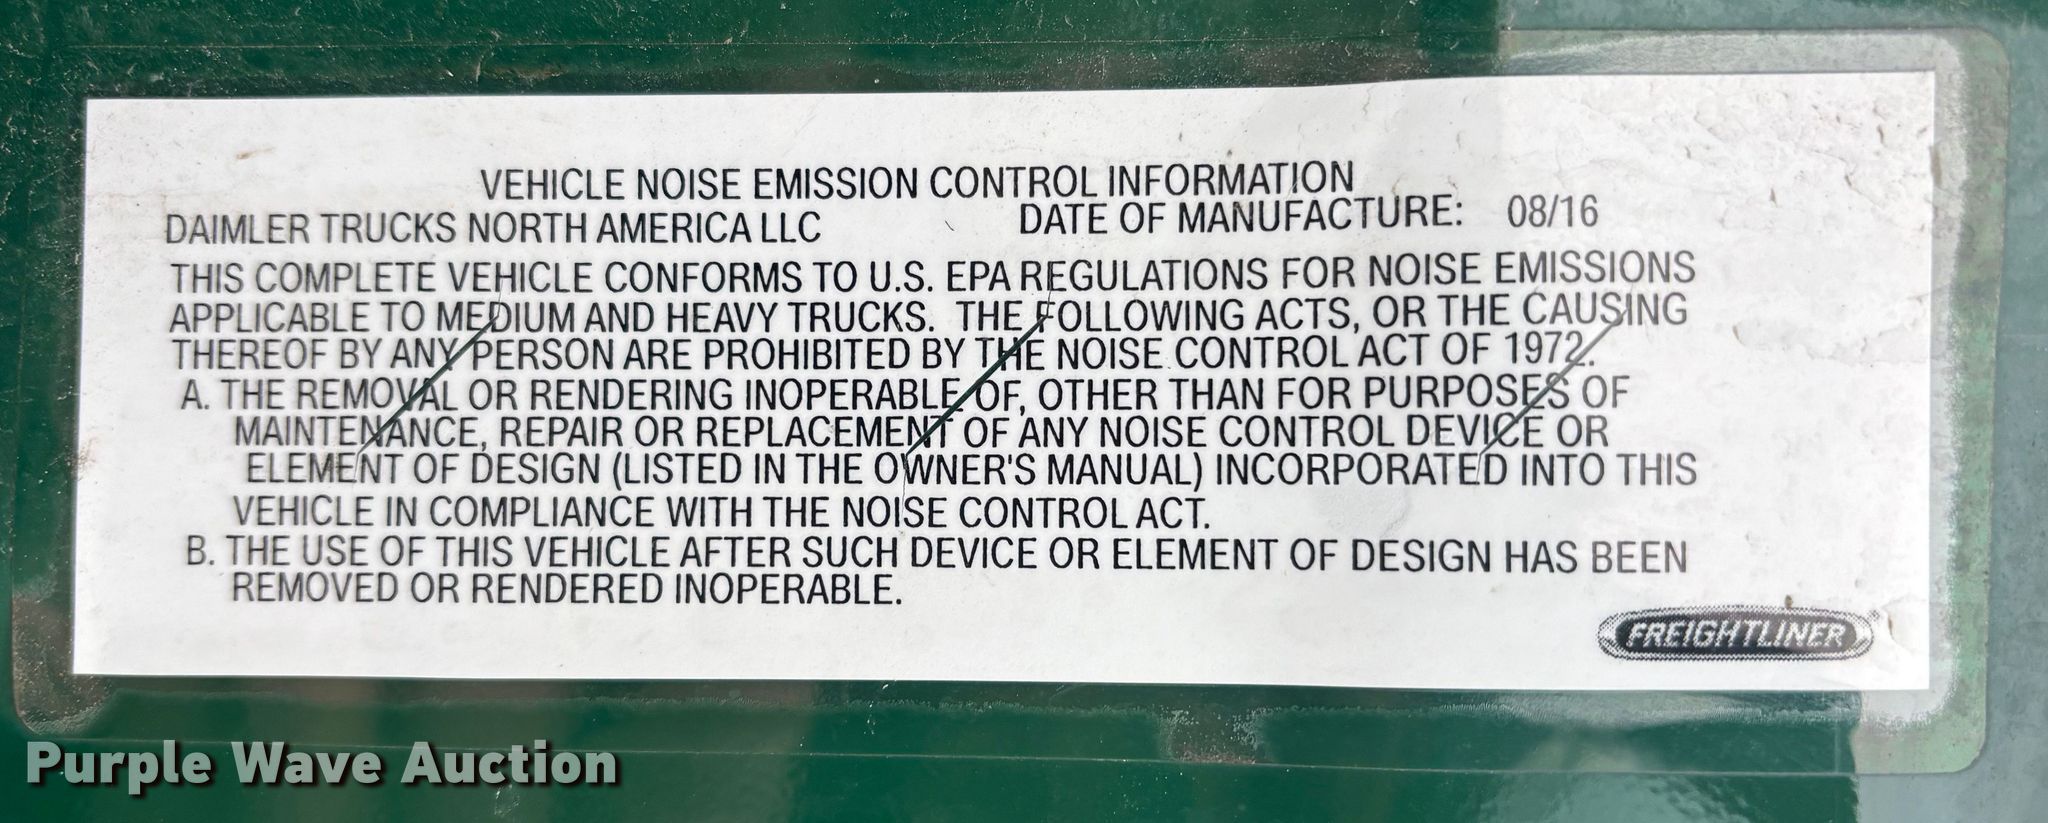 VEHICLE NOISE EMISSION CONTROL INFORMATION
DAIMLER TRUCKS NORTH AMERICA LLC DATE OF MANUFACTURE: 08/16
THIS COMPLETE VEHICLE CONFORMS TO U.S. EPA REGULATIONS FOR NOISE EMISSIONS
APPLICABLE TO MEDIUM AND HEAVY TRUCKS. THE FOLLOWING ACTS, OR THE CAUSING
THEREOF BY ANY PERSON ARE PROHIBITED BY THE NOISE CONTROL ACT OF 1972.
A. THE REMOVAL OR RENDERING INOPERABLE OF, OTHER THAN FOR PURPOSES OF
MAINTENANCE, REPAIR OR REPLACEMENT OF ANY NOISE CONTROL DEVICE OR
ELEMENT OF DESIGN (LISTED IN THE OWNER'S MANUAL) INCORPORATED INTO THIS
VEHICLE IN COMPLIANCE WITH THE NOISE CONTROL ACT.
B. THE USE OF THIS VEHICLE AFTER SUCH DEVICE OR ELEMENT OF DESIGN HAS BEEN
REMOVED OR RENDERED INOPERABLE.
FREIGHTLINER
Purple Wave Auction